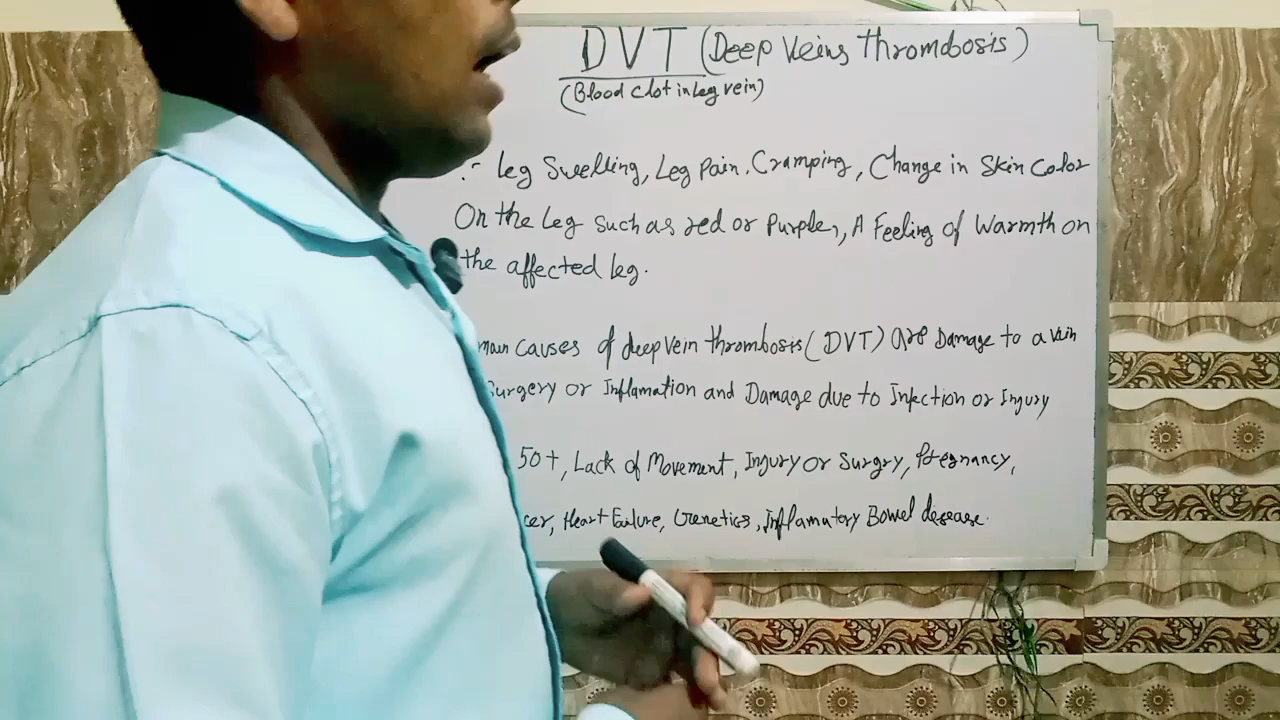 DVT (Deep Veins Thrombosis)
(Blood Clot in Leg vein)
:- Leg Swelling, Leg Pain, Cramping, Change in Skin Color
On the Leg such as red or Purple, A Feeling of Warmth on
the affected leg.
main causes of deep vein thrombosis (DVT) are Damage to a vein
Surgery or Inflamation and Damage due to Infection or Injury
50+, Lack of Movement, Injury or Surgry, Pregnancy,
cer, Heart Failure, Genetics, Inflamatory Bowel desease.